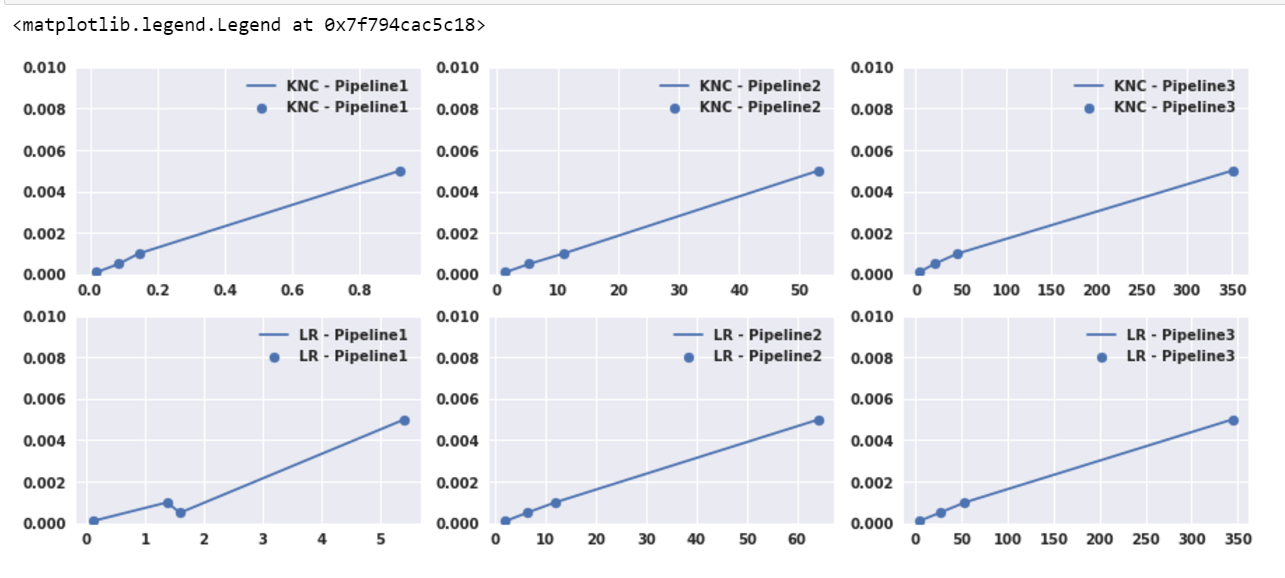 <matplotlib.legend.Legend at 0x7f794cac5c18>
0.010
0.008
0.006
0.004
0.002
0.000
KNC - Pipeline1
KNC - Pipeline1
0.0 0.2 0.4 0.6 0.8
0.010
0.008
0.006
0.004
0.002
0.000
KNC - Pipeline2
KNC - Pipeline2
0 10 20 30 40 50
0.010
0.008
0.006
0.004
0.002
0.000
KNC - Pipeline3
KNC - Pipeline3
0 50 100 150 200 250 300 350
0.010
0.008
0.006
0.004
0.002
0.000
LR - Pipeline1
LR - Pipeline1
0 1 2 3 4 5
0.010
0.008
0.006
0.004
0.002
0.000
LR - Pipeline2
LR - Pipeline2
0 10 20 30 40 50 60
0.010
0.008
0.006
0.004
0.002
0.000
LR - Pipeline3
LR - Pipeline3
0 50 100 150 200 250 300 350